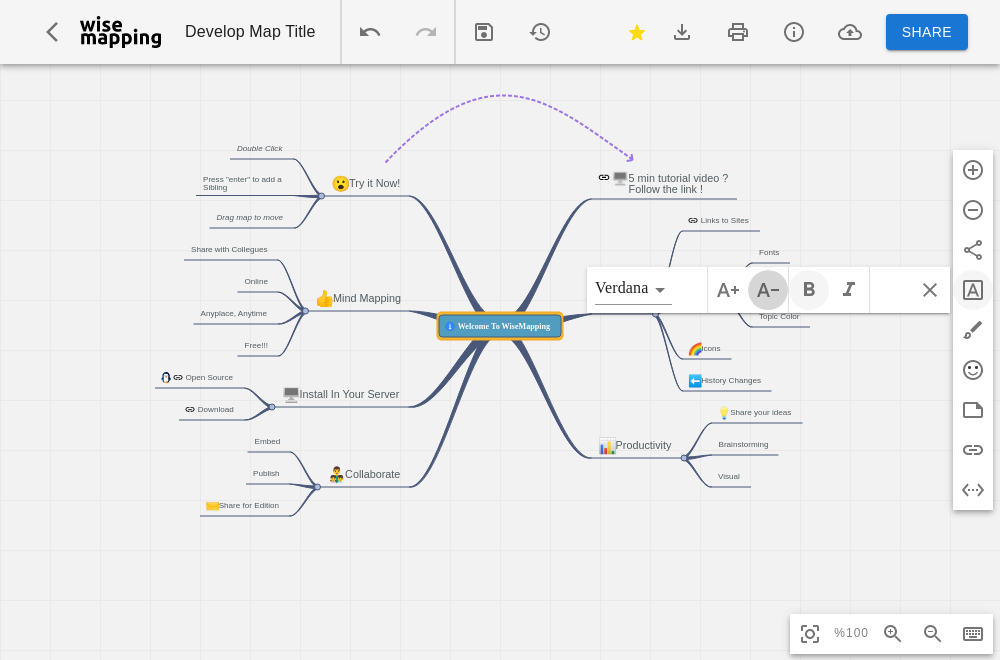 wise
mapping
Develop Map Title
SHARE
Double Click
Press "enter" to add a
Sibling
Drag map to move
Try it Now!
5 min tutorial video ?
Follow the link !
Links to Sites
Fonts
Share with Collegues
Online
Anyplace, Anytime
Free!!!
Mind Mapping
Verdana
A+
A-
B
I
A
Welcome To WiseMapping
Topic Color
Icons
History Changes
Open Source
Download
Install In Your Server
Share your ideas
Brainstorming
Visual
Productivity
Embed
Publish
Share for Edition
Collaborate
%100